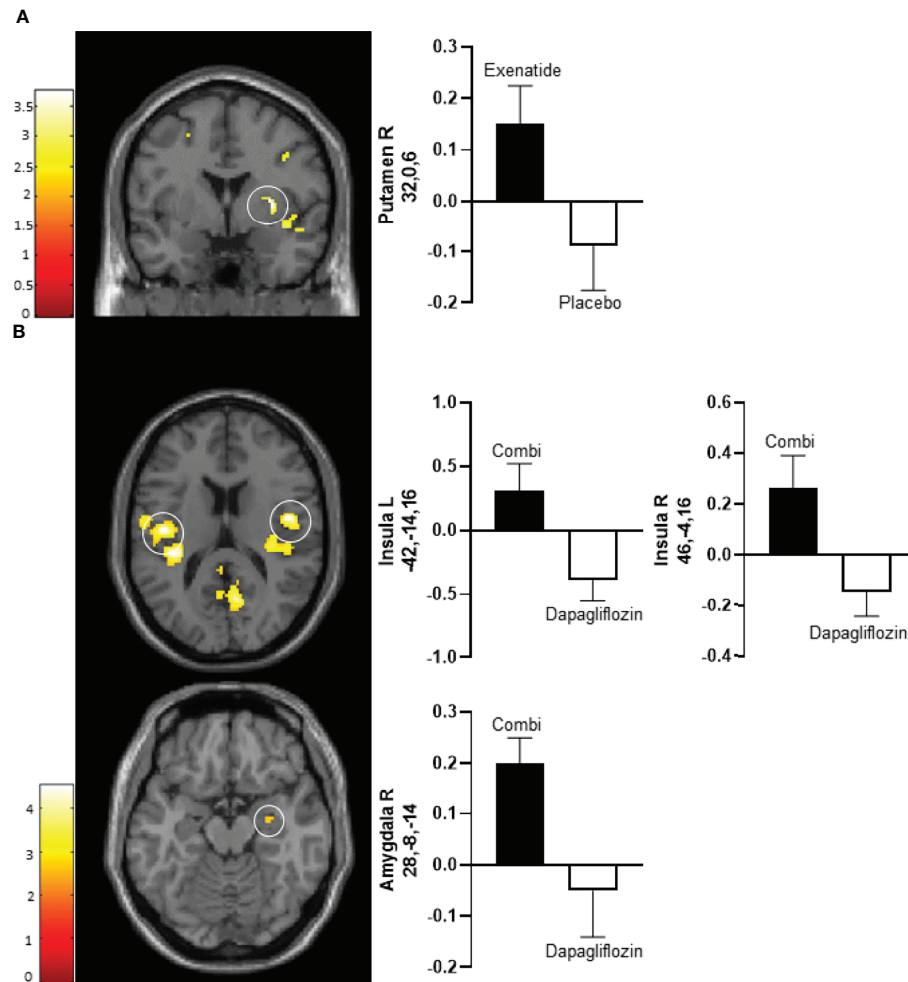 A
3.5
3
2.5
2
1.5
1
0.5
0
Putamen R
32,0,6
0.3
0.2
0.1
0.0
-0.1
-0.2
Exenatide
Placebo
B
Insula L
-42,-14,16
1.0
0.5
0.0
-0.5
-1.0
Combi
Dapagliflozin
Insula R
46,-4,16
0.6
0.4
0.2
0.0
-0.2
-0.4
Combi
Dapagliflozin
4
3
2
1
0
Amygdala R
28,-8,-14
0.3
0.2
0.1
0.0
-0.1
-0.2
Combi
Dapagliflozin